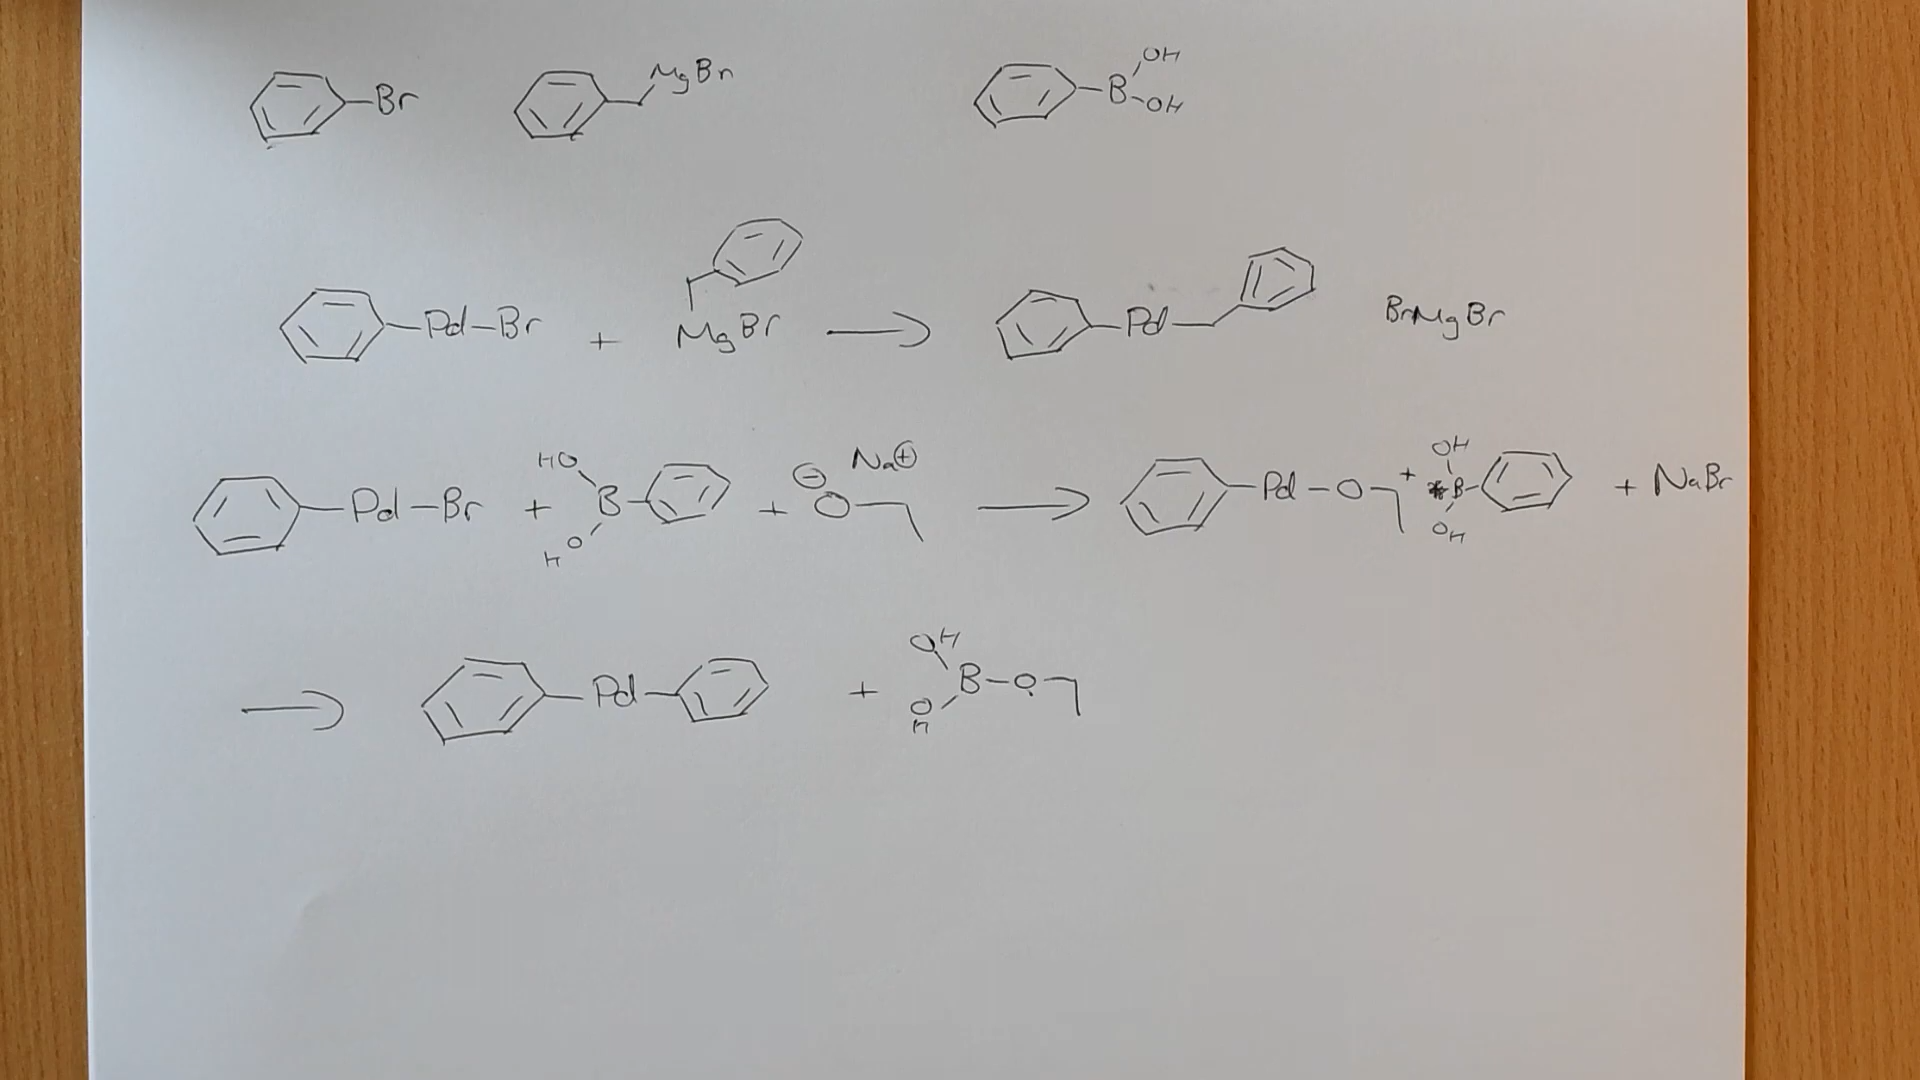 Br MgBr B OH OH
Pd Br + MgBr Pd BrMgBr
Pd Br + HO B O H + ⊖ O Na⊕ Pd O + OH B OH + NaBr
Pd + OH B OH O